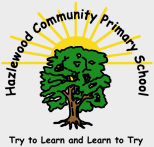 Hazlewood Community Primary School
Try to Learn and Learn to Try